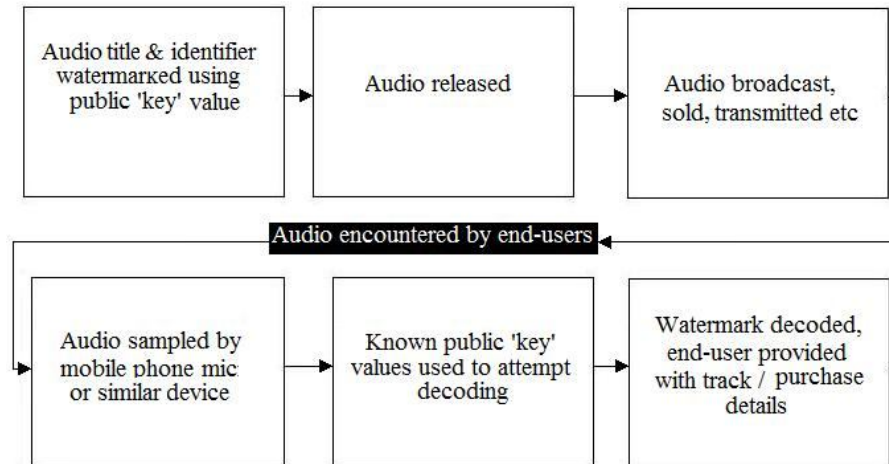 Audio title & identifier
watermarked using
public 'key' value
Audio released
Audio broadcast,
sold, transmitted etc
Audio encountered by end-users
Audio sampled by
mobile phone mic
or similar device
Known public 'key'
values used to attempt
decoding
Watermark decoded,
end-user provided
with track / purchase
details